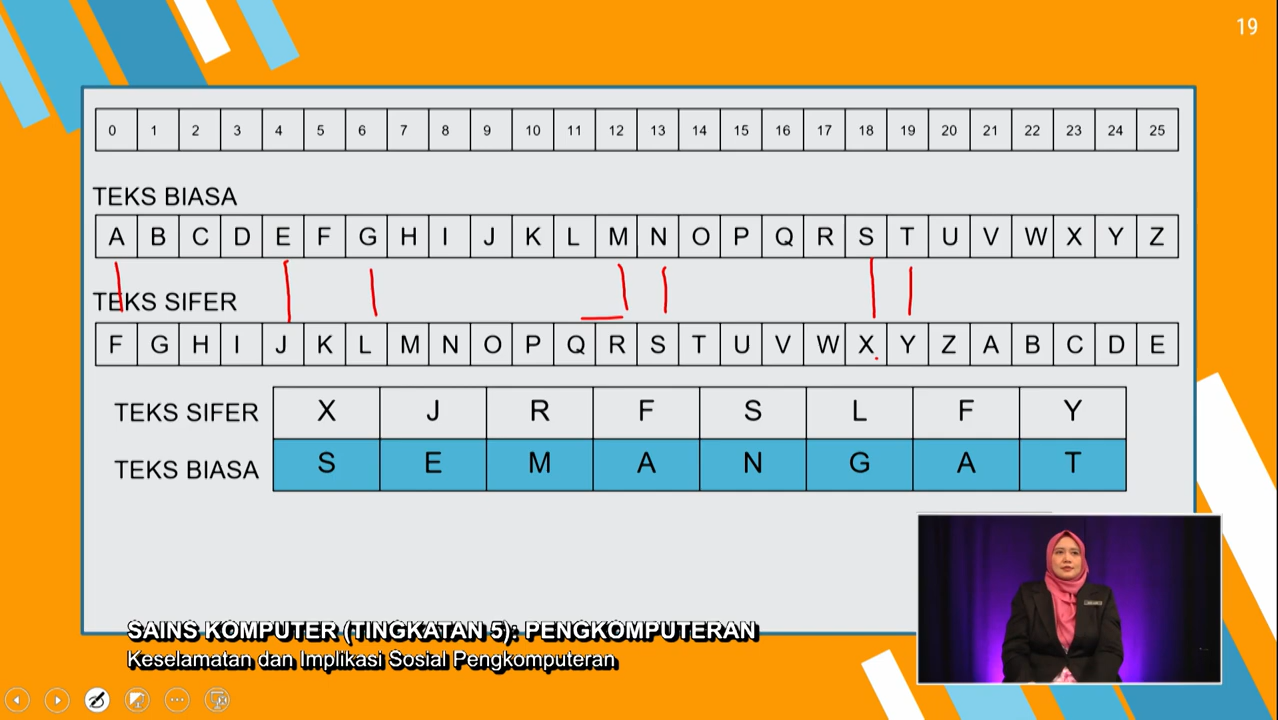 19
0 1 2 3 4 5 6 7 8 9 10 11 12 13 14 15 16 17 18 19 20 21 22 23 24 25
TEKS BIASA
A B C D E F G H I J K L M N O P Q R S T U V W X Y Z
TEKS SIFER
F G H I J K L M N O P Q R S T U V W X Y Z A B C D E
TEKS SIFER X J R F S L F Y
TEKS BIASA S E M A N G A T
SAINS KOMPUTER (TINGKATAN 5): PENGKOMPUTERAN
Keselamatan dan Implikasi Sosial Pengkomputeran